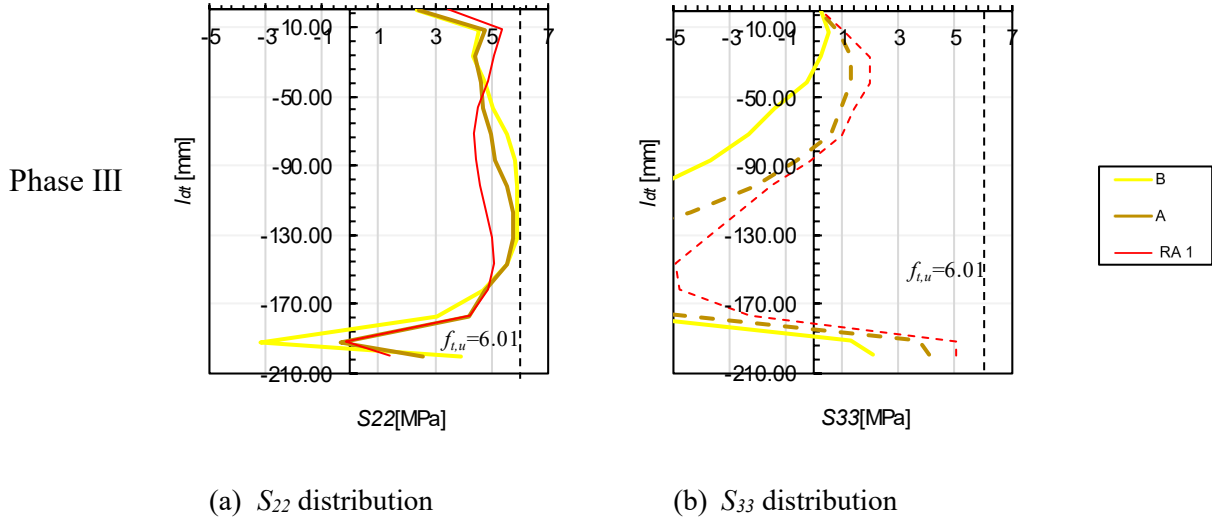 -5 -3 -1 1 3 5 7
-10.00
-50.00
-90.00
-130.00
-170.00
-210.00
I_dt [mm]
f_t,u=6.01
S22[MPa]
-5 -3 -1 1 3 5 7
-10.00
-50.00
-90.00
-130.00
-170.00
-210.00
I_dt [mm]
f_t,u=6.01
S33[MPa]
Phase III
B
A
RA 1
(a) S22 distribution
(b) S33 distribution